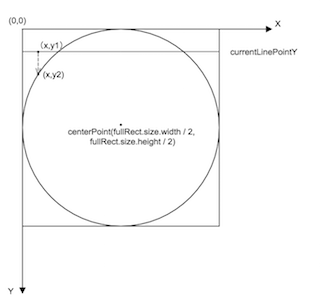 (0,0)
X
(x,y1)
currentLinePointY
(x,y2)
centerPoint(fullRect.size.width / 2,
fullRect.size.height / 2)
Y